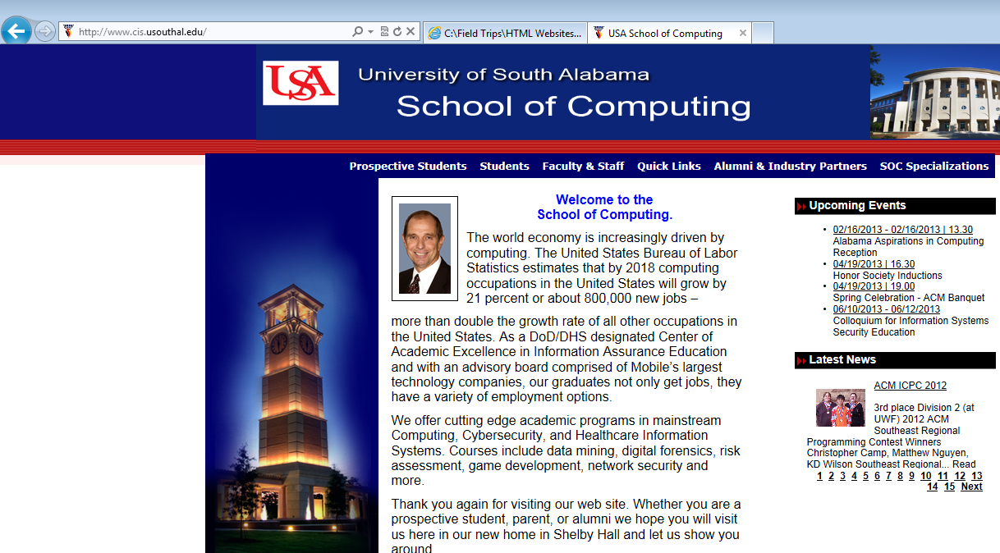 http://www.cis.usouthal.edu/
C:\Field Trips\HTML Websites...
USA School of Computing
USA
University of South Alabama
School of Computing
Prospective Students Students Faculty & Staff Quick Links Alumni & Industry Partners SOC Specializations
Welcome to the
School of Computing.
The world economy is increasingly driven by
computing. The United States Bureau of Labor
Statistics estimates that by 2018 computing
occupations in the United States will grow by
21 percent or about 800,000 new jobs –
more than double the growth rate of all other occupations in
the United States. As a DoD/DHS designated Center of
Academic Excellence in Information Assurance Education
and with an advisory board comprised of Mobile’s largest
technology companies, our graduates not only get jobs, they
have a variety of employment options.
We offer cutting edge academic programs in mainstream
Computing, Cybersecurity, and Healthcare Information
Systems. Courses include data mining, digital forensics, risk
assessment, game development, network security and
more.
Thank you again for visiting our web site. Whether you are a
prospective student, parent, or alumni we hope you will visit
us here in our new home in Shelby Hall and let us show you
around
Upcoming Events
• 02/16/2013 - 02/16/2013 | 13.30
Alabama Aspirations in Computing
Reception
• 04/19/2013 | 16.30
Honor Society Inductions
• 04/19/2013 | 19.00
Spring Celebration - ACM Banquet
• 06/10/2013 - 06/12/2013
Colloquium for Information Systems
Security Education
Latest News
ACM ICPC 2012
3rd place Division 2 (at
UWF) 2012 ACM
Southeast Regional
Programming Contest Winners
Christopher Camp, Matthew Nguyen,
KD Wilson Southeast Regional... Read
1 2 3 4 5 6 7 8 9 10 11 12 13
14 15 Next